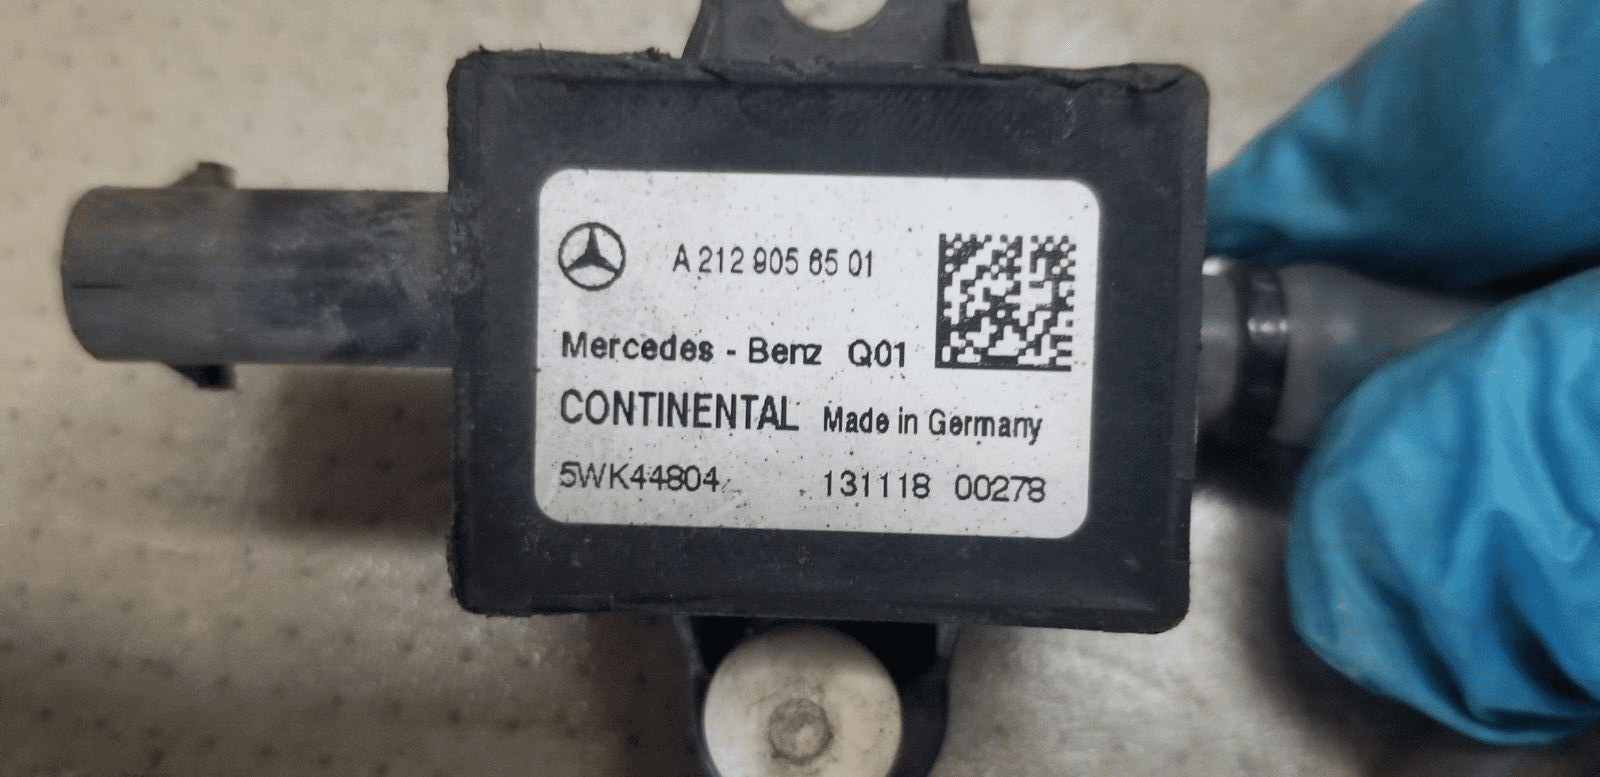 A 212 905 65 01
Mercedes - Benz Q01
CONTINENTAL Made in Germany
5WK44804 131118 00278